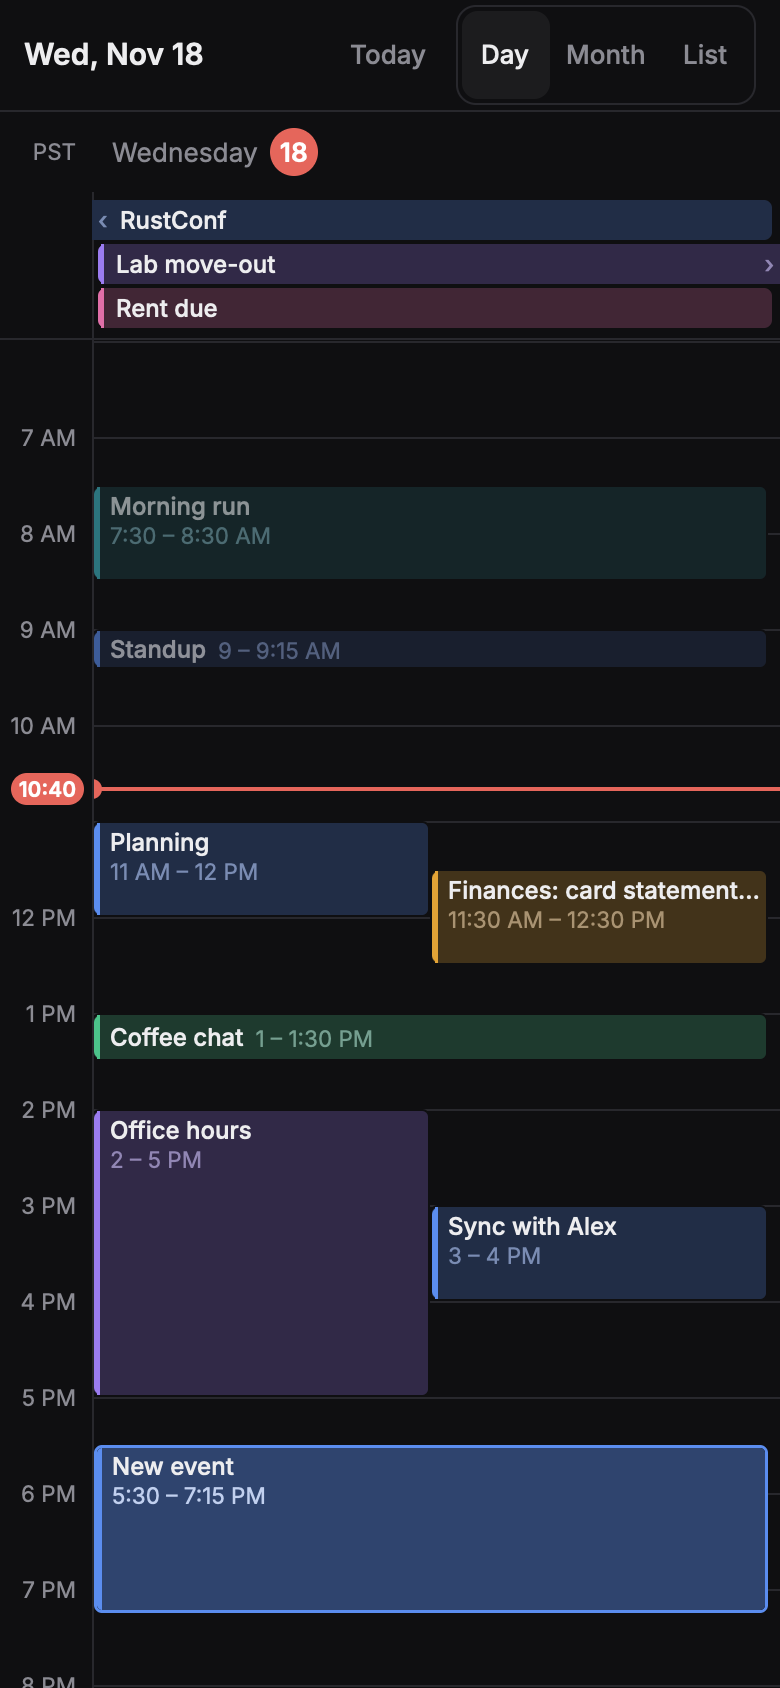 Wed, Nov 18 Today Day Month List
PST Wednesday 18
‹ RustConf
Lab move-out ›
Rent due
7 AM
Morning run
8 AM 7:30 – 8:30 AM
9 AM
Standup 9 – 9:15 AM
10 AM
10:40
Planning
11 AM – 12 PM
Finances: card statement...
12 PM 11:30 AM – 12:30 PM
1 PM
Coffee chat 1 – 1:30 PM
2 PM
Office hours
2 – 5 PM
3 PM
Sync with Alex
3 – 4 PM
4 PM
5 PM
New event
6 PM 5:30 – 7:15 PM
7 PM
8 PM